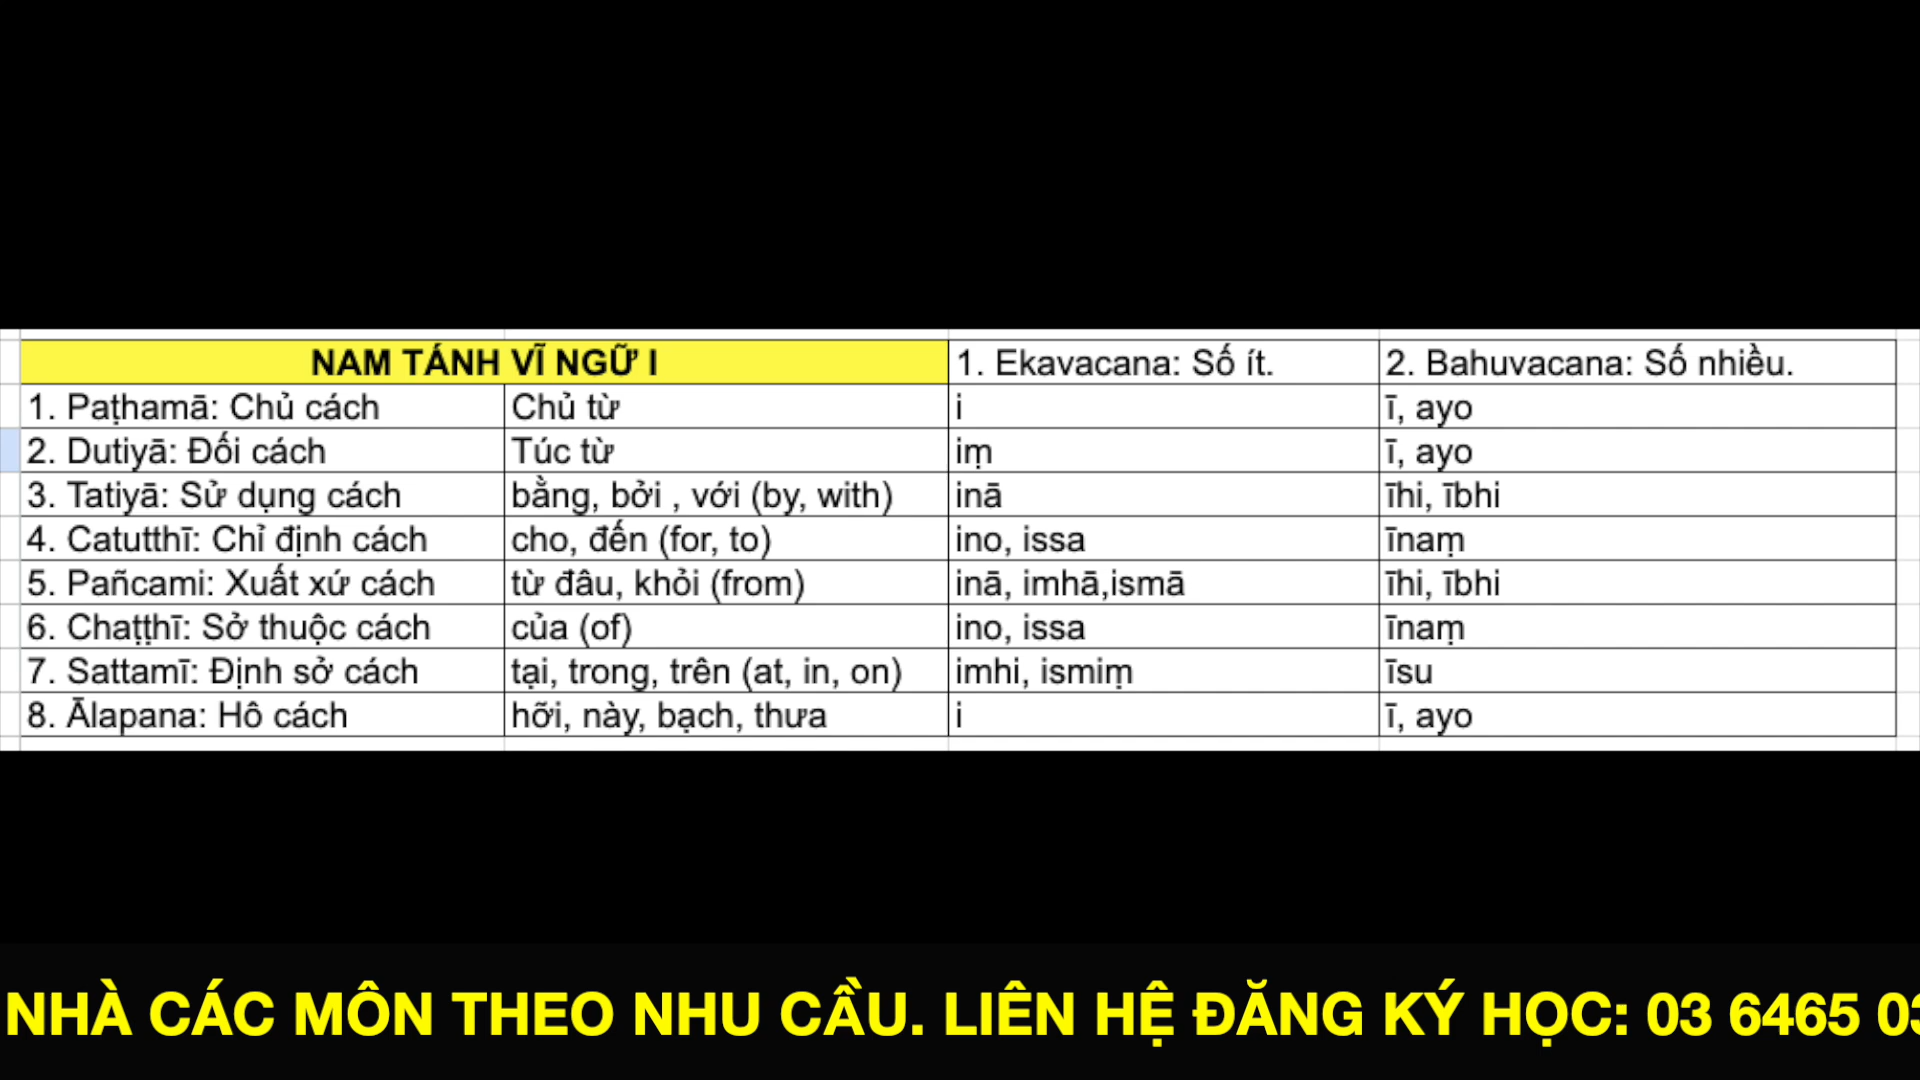 NAM TÁNH VĨ NGỮ I 1. Ekavacana: Số ít. 2. Bahuvacana: Số nhiều.
1. Paṭhamā: Chủ cách Chủ từ i ī, ayo
2. Dutiyā: Đối cách Túc từ iṃ ī, ayo
3. Tatiyā: Sử dụng cách bằng, bởi , với (by, with) inā īhi, ībhi
4. Catutthī: Chỉ định cách cho, đến (for, to) ino, issa īnaṃ
5. Pañcami: Xuất xứ cách từ đâu, khỏi (from) inā, imhā,ismā īhi, ībhi
6. Chaṭṭhī: Sở thuộc cách của (of) ino, issa īnaṃ
7. Sattamī: Định sở cách tại, trong, trên (at, in, on) imhi, ismiṃ īsu
8. Ālapana: Hô cách hỡi, này, bạch, thưa i ī, ayo
NHÀ CÁC MÔN THEO NHU CẦU. LIÊN HỆ ĐĂNG KÝ HỌC: 03 6465 03